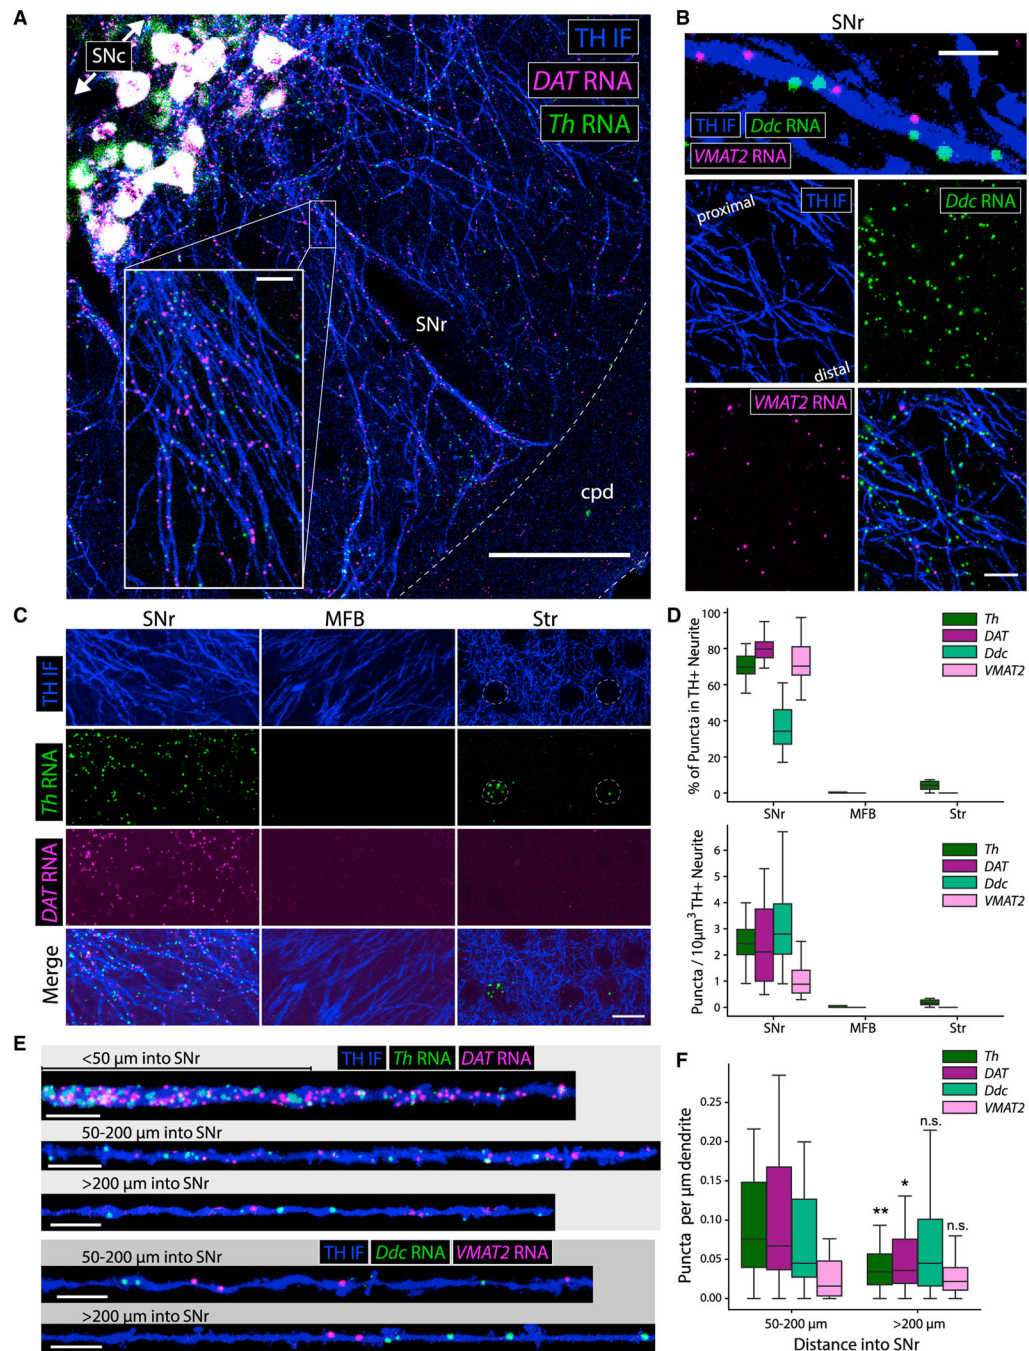 A
SNc
TH IF
DAT RNA
Th RNA
SNr
cpd
B
SNr
TH IF
Ddc RNA
VMAT2 RNA
proximal
distal
TH IF
Ddc RNA
VMAT2 RNA
C
SNr
MFB
Str
TH IF
Th RNA
DAT RNA
Merge
D
% of Puncta in TH+ Neurite
100
80
60
40
20
0
SNr
MFB
Str
Th
DAT
Ddc
VMAT2
Puncta / 10µm³ TH+ Neurite
6
5
4
3
2
1
0
SNr
MFB
Str
Th
DAT
Ddc
VMAT2
E
<50 µm into SNr
TH IF
Th RNA
DAT RNA
50-200 µm into SNr
>200 µm into SNr
50-200 µm into SNr
TH IF
Ddc RNA
VMAT2 RNA
>200 µm into SNr
F
Th
DAT
Ddc
VMAT2
Puncta per µm dendrite
0.25
0.20
0.15
0.10
0.05
0.00
**
*
n.s.
n.s.
50-200 µm
>200 µm
Distance into SNr